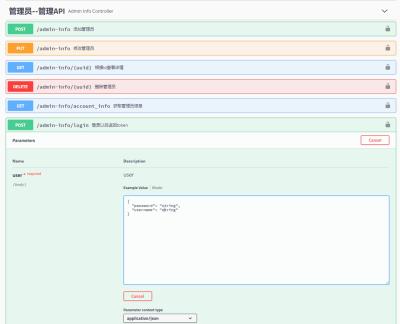 管理员--管理API Admin Info Controller
POST /admin-info 添加管理员
PUT /admin-info 修改管理员
GET /admin-info/{uuid} 根据id查看详情
DELETE /admin-info/{uuid} 删除管理员
GET /admin-info/account_info 获取管理员信息
POST /admin-info/login 登录以后返回token
Parameters Cancel
Name Description
user * required user
(body)
Example Value Model
{
"password": "string",
"username": "string"
}
Cancel
Parameter content type
application/json